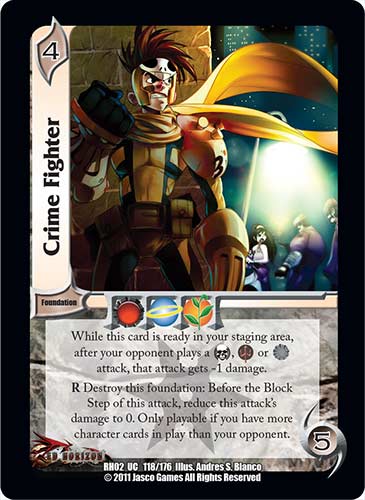 4
Crime Fighter
Foundation
While this card is ready in your staging area,
after your opponent plays a , or
attack, that attack gets -1 damage.
R Destroy this foundation: Before the Block
Step of this attack, reduce this attack's
damage to 0. Only playable if you have more
character cards in play than your opponent.
RED HORIZON
5
RH02 UC 118/176 Illus. Andres S. Blanco
© 2011 Jasco Games All Rights Reserved